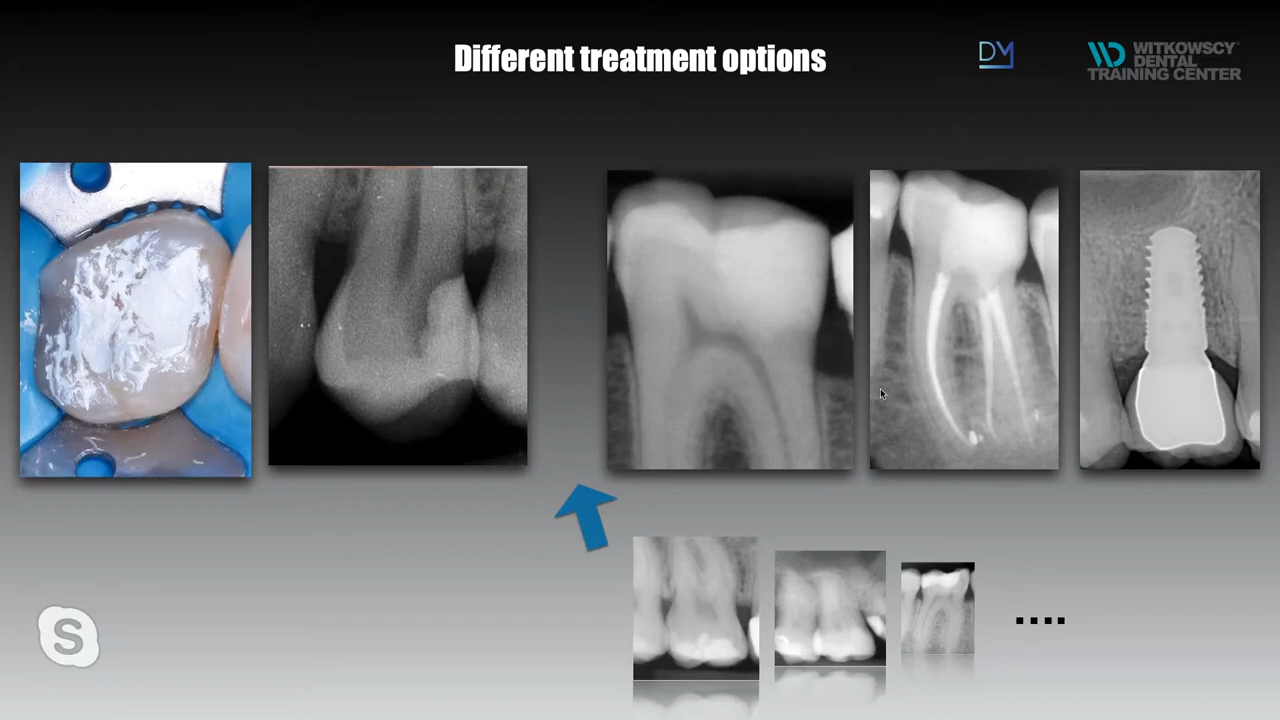 Different treatment options
DM
WITKOWSCY
DENTAL
TRAINING CENTER
S
....